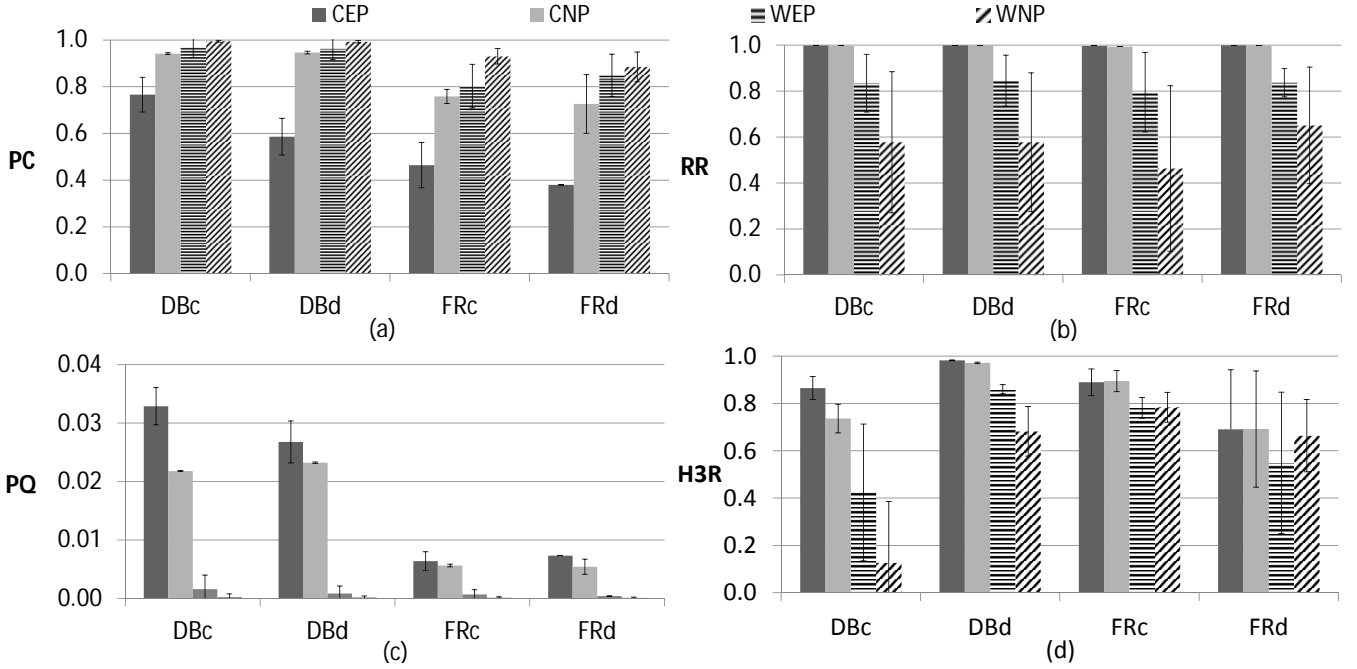 CEP CNP WEP WNP
1.0
0.8
0.6
0.4
0.2
0.0
PC
DBc DBd FRc FRd
(a)
1.0
0.8
0.6
0.4
0.2
0.0
RR
DBc DBd FRc FRd
(b)
0.04
0.03
0.02
0.01
0.00
PQ
DBc DBd FRc FRd
(c)
1.0
0.8
0.6
0.4
0.2
0.0
H3R
DBc DBd FRc FRd
(d)